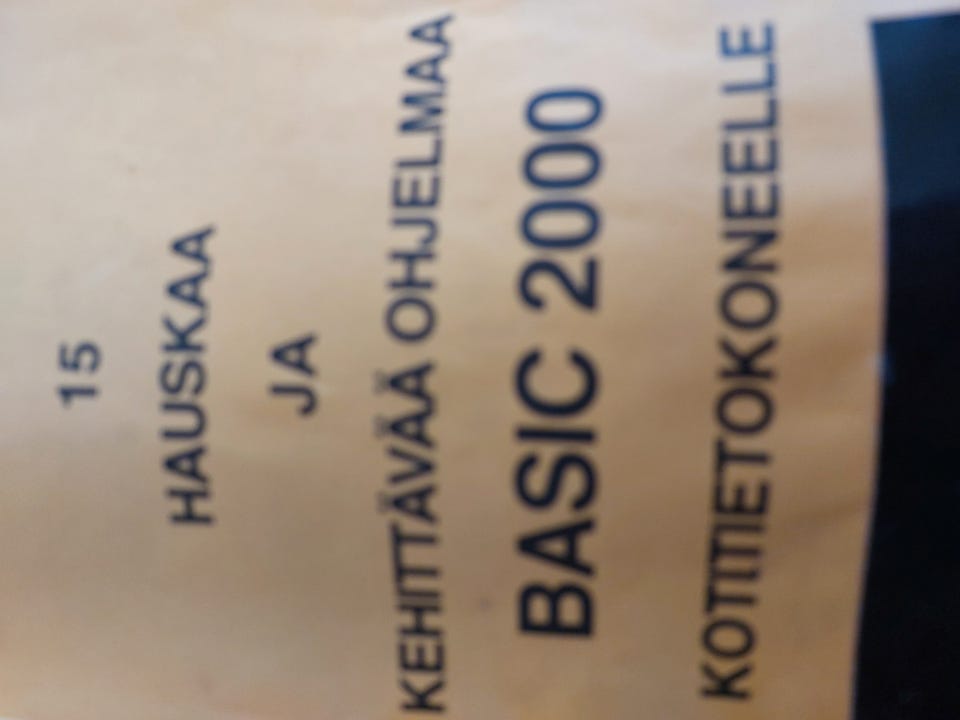 15
HAUSKAA
JA
KEHITTÄVÄÄ OHJELMAA
BASIC 2000
KOTITIETOKONEELLE